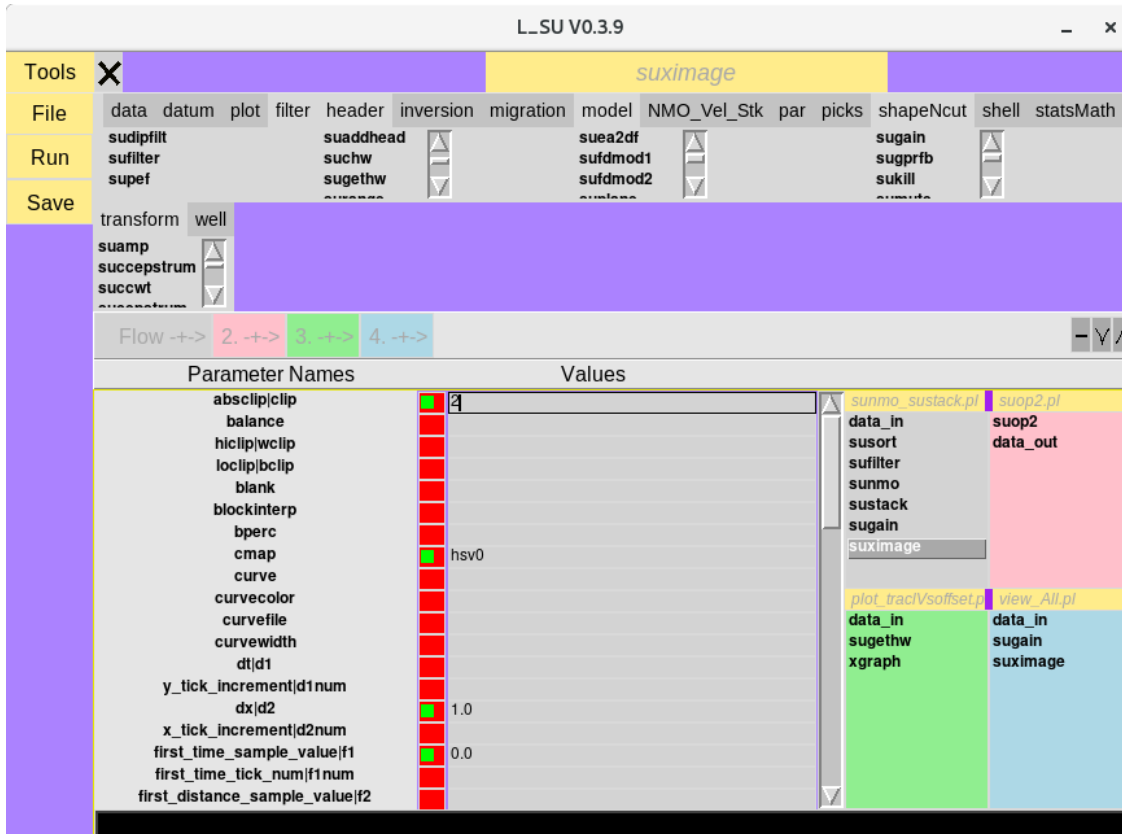 L_SU V0.3.9
Tools
suximage
File
data datum plot filter header inversion migration model NMO_Vel_Stk par picks shapeNcut shell statsMath
Run
Save
sudipfilt
sufilter
supef
suaddhead
suchw
sugethw
suea2df
sufdmod1
sufdmod2
sugain
sugprfb
sukill
transform well
suamp
succepstrum
succwt
Flow -+-> 2. -+-> 3. -+-> 4. -+->
Parameter Names Values
absclip|clip 2
balance
hiclip|wclip
loclip|bclip
blank
blockinterp
bperc
cmap hsv0
curve
curvecolor
curvefile
curvewidth
dt|d1
y_tick_increment|d1num
dx|d2 1.0
x_tick_increment|d2num
first_time_sample_value|f1 0.0
first_time_tick_num|f1num
first_distance_sample_value|f2
sunmo_sustack.pl
data_in
susort
sufilter
sunmo
sustack
sugain
suximage
suop2.pl
suop2
data_out
plot_traclVsoffset.p
data_in
sugethw
xgraph
view_All.pl
data_in
sugain
suximage